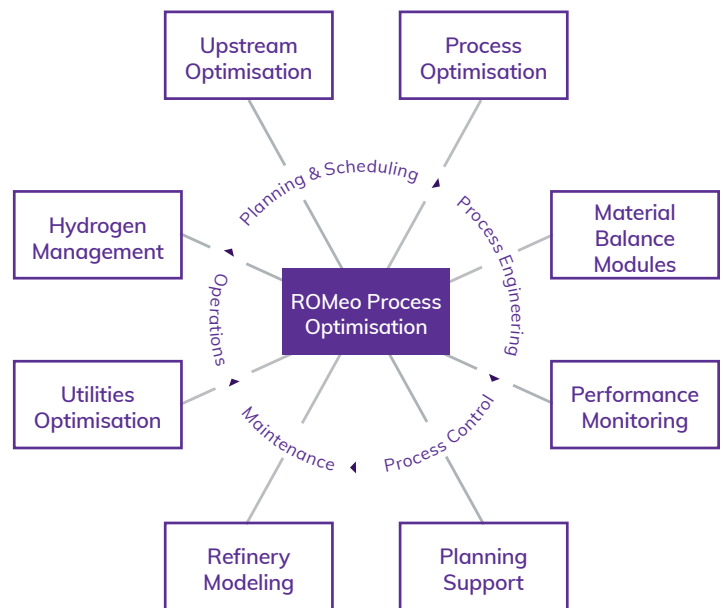 Upstream
Optimisation
Process
Optimisation
Planning & Scheduling
Hydrogen
Management
Process Engineering
Material
Balance
Modules
Operations
ROMeo Process
Optimisation
Utilities
Optimisation
Performance
Monitoring
Maintenance
Process Control
Refinery
Modeling
Planning
Support